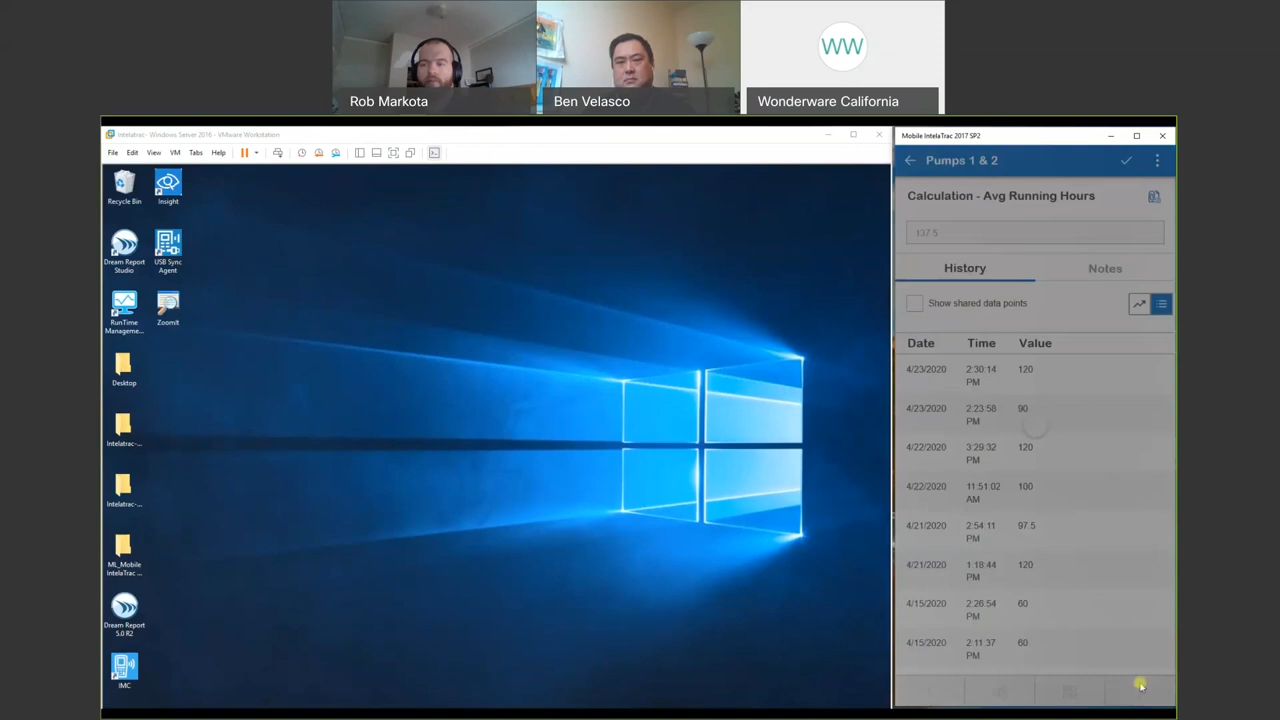 WW
Rob Markota
Ben Velasco
Wonderware California
Intelatrac - Windows Server 2016 - VMware Workstation
File Edit View VM Tabs Help
Recycle Bin
Insight
Dream Report
Studio
USB Sync
Agent
RunTime
Manageme...
ZoomIt
Desktop
Intelatrac-...
Intelatrac-...
ML_Mobile
IntelaTrac ...
Dream Report
5.0 R2
IMC
Mobile IntelaTrac 2017 SP2
Pumps 1 & 2
Calculation - Avg Running Hours
137.5
History Notes
Show shared data points
Date Time Value
4/23/2020 2:30:14 PM 120
4/23/2020 2:23:58 PM 90
4/22/2020 3:29:32 PM 120
4/22/2020 11:51:02 AM 100
4/21/2020 2:54:11 PM 97.5
4/21/2020 1:18:44 PM 120
4/15/2020 2:26:54 PM 60
4/15/2020 2:11:37 PM 60